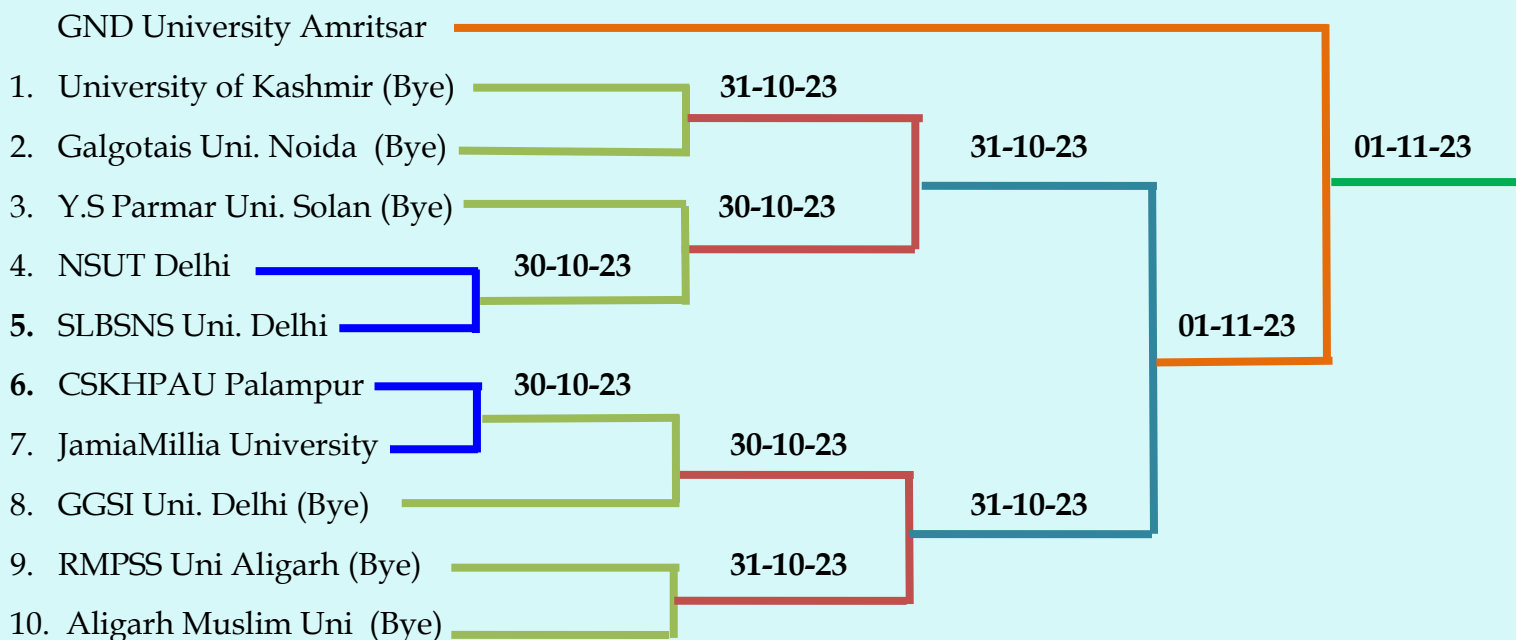 GND University Amritsar
1. University of Kashmir (Bye)
31-10-23
2. Galgotais Uni. Noida (Bye)
31-10-23
01-11-23
3. Y.S Parmar Uni. Solan (Bye)
30-10-23
4. NSUT Delhi
30-10-23
5. SLBSNS Uni. Delhi
01-11-23
6. CSKHPAU Palampur
30-10-23
7. JamiaMillia University
30-10-23
8. GGSI Uni. Delhi (Bye)
31-10-23
9. RMPSS Uni Aligarh (Bye)
31-10-23
10. Aligarh Muslim Uni (Bye)